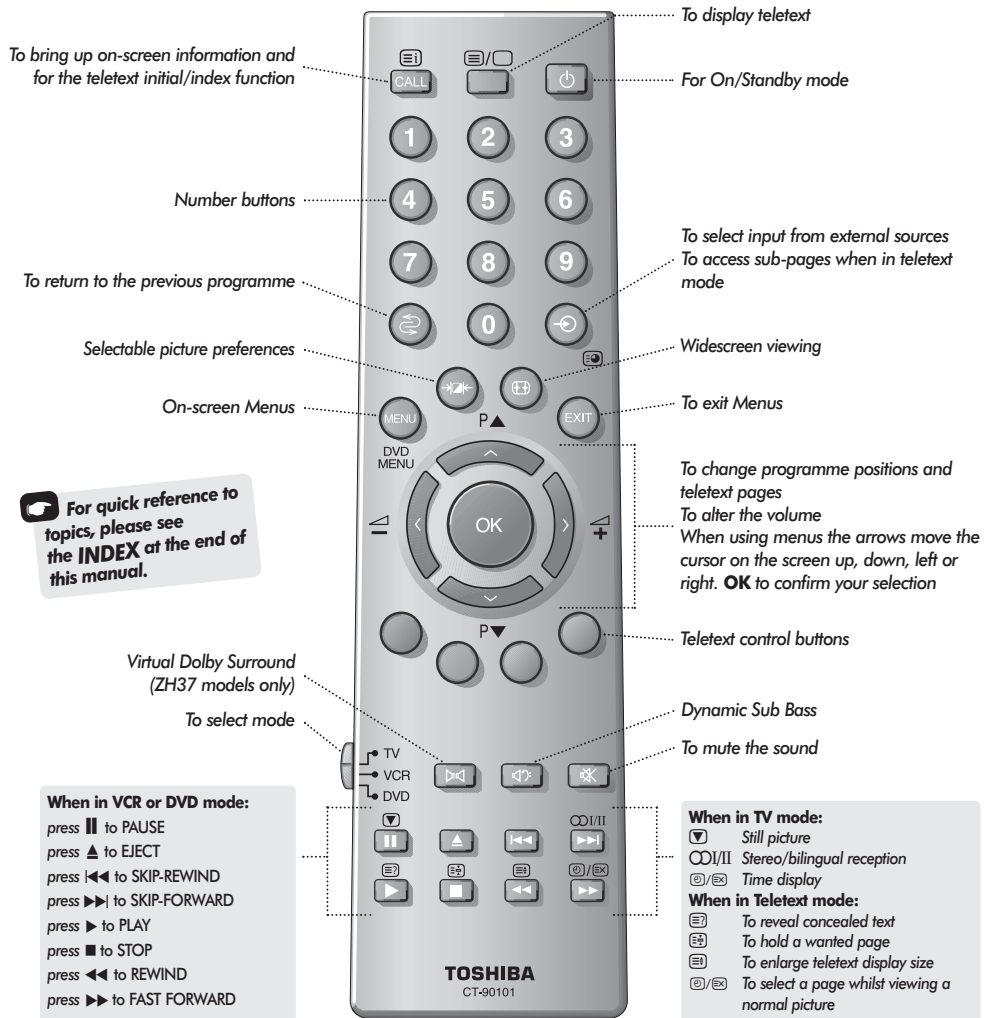 To display teletext
To bring up on-screen information and
for the teletext initial/index function
For On/Standby mode
CALL
1
2
3
Number buttons
4
5
6
7
8
9
To select input from external sources
To access sub-pages when in teletext
mode
To return to the previous programme
0
Selectable picture preferences
Widescreen viewing
On-screen Menus
MENU
P▲
EXIT
To exit Menus
DVD
MENU
For quick reference to
topics, please see
the INDEX at the end of
this manual.
–
OK
+
To change programme positions and
teletext pages
To alter the volume
When using menus the arrows move the
cursor on the screen up, down, left or
right. OK to confirm your selection
P▼
Teletext control buttons
Virtual Dolby Surround
(ZH37 models only)
To select mode
Dynamic Sub Bass
To mute the sound
TV
VCR
DVD
I/II
When in VCR or DVD mode:
press II to PAUSE
press ▲ to EJECT
press |◀◀ to SKIP-REWIND
press ▶▶| to SKIP-FORWARD
press ▶ to PLAY
press ■ to STOP
press ◀◀ to REWIND
press ▶▶ to FAST FORWARD
When in TV mode:
▼ Still picture
I/II Stereo/bilingual reception
Time display
When in Teletext mode:
To reveal concealed text
To hold a wanted page
To enlarge teletext display size
To select a page whilst viewing a
normal picture
TOSHIBA
CT-90101